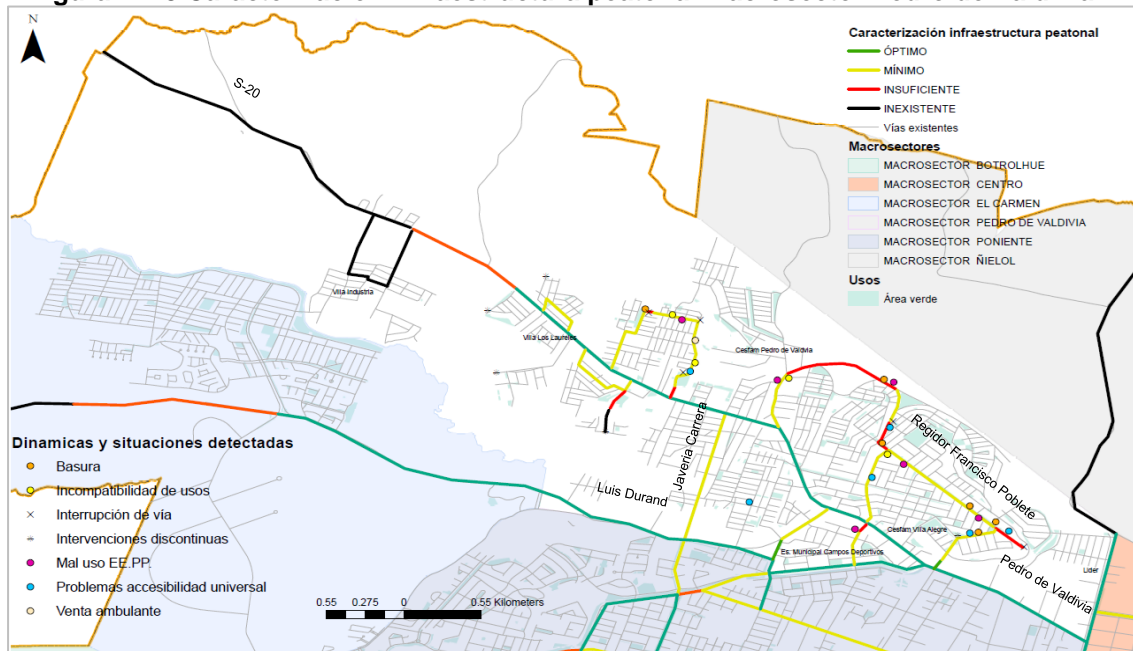 N
S-20
Caracterización infraestructura peatonal
ÓPTIMO
MÍNIMO
INSUFICIENTE
INEXISTENTE
Vías existentes
Macrosectores
MACROSECTOR BOTROLHUE
MACROSECTOR CENTRO
MACROSECTOR EL CARMEN
MACROSECTOR PEDRO DE VALDIVIA
MACROSECTOR PONIENTE
MACROSECTOR ÑIELOL
Usos
Área verde
Villa Industria
Villa Los Laureles
Cesfam Pedro de Valdivia
Javeria Carrera
Regidor Francisco Poblete
Luis Durand
Cesfam Villa Alegre
Es. Municipal Campos Deportivos
Pedro de Valdivia
Lider
Dinamicas y situaciones detectadas
Basura
Incompatibilidad de usos
Interrupción de vía
Intervenciones discontinuas
Mal uso EE.PP.
Problemas accesibilidad universal
Venta ambulante
0.55 0.275 0 0.55 Kilometers